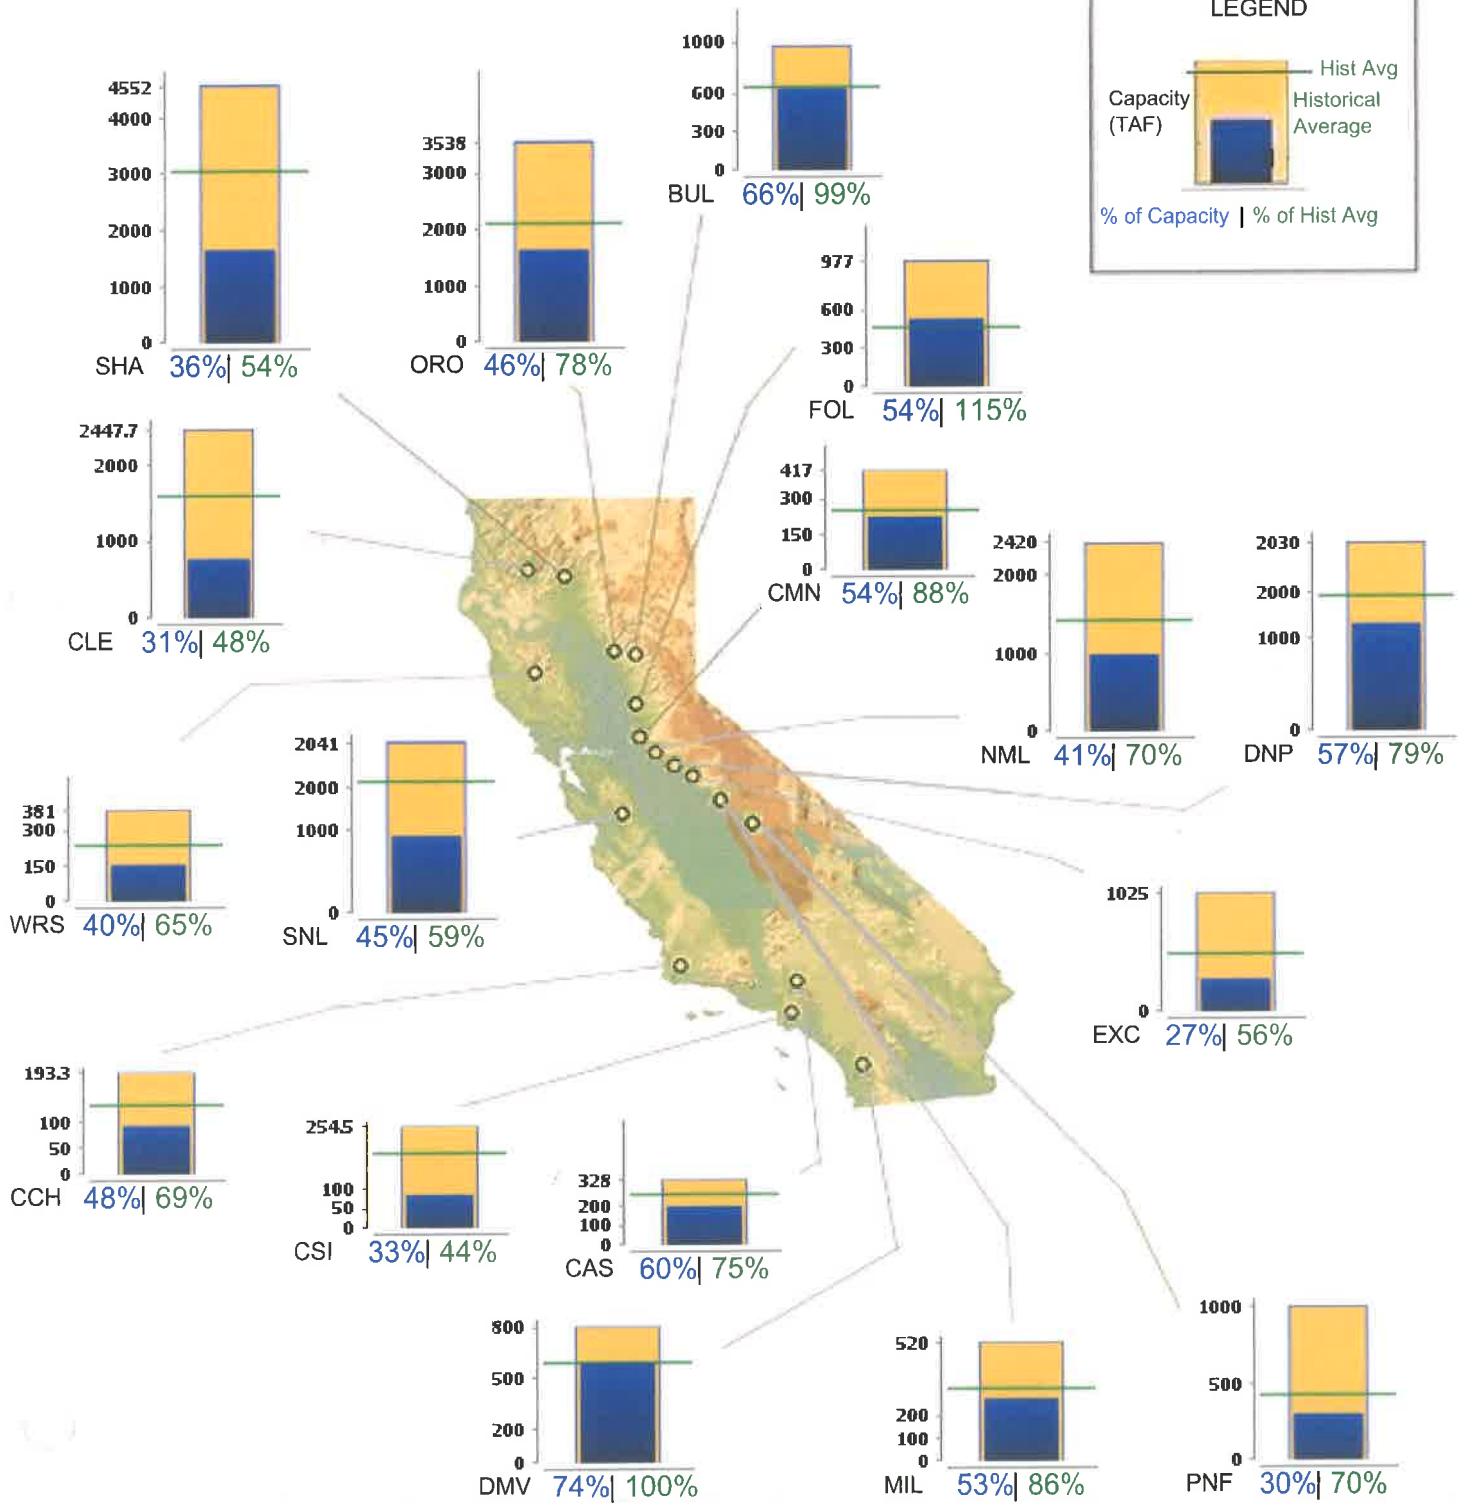 LEGEND
Hist Avg
Capacity
(TAF)
Historical
Average
% of Capacity | % of Hist Avg
4552
4000
3000
2000
1000
0
SHA 36%| 54%
3538
3000
2000
1000
0
ORO 46%| 78%
1000
600
300
0
BUL 66%| 99%
977
600
300
0
FOL 54%| 115%
2447.7
2000
1000
0
CLE 31%| 48%
417
300
150
0
CMN 54%| 88%
2420
2000
1000
0
NML 41%| 70%
2030
2000
1000
0
DNP 57%| 79%
381
300
150
0
WRS 40%| 65%
2041
2000
1000
0
SNL 45%| 59%
1025
0
EXC 27%| 56%
193.3
100
50
0
CCH 48%| 69%
254.5
100
50
0
CSI 33%| 44%
328
200
100
0
CAS 60%| 75%
800
500
200
0
DMV 74%| 100%
520
200
100
0
MIL 53%| 86%
1000
500
0
PNF 30%| 70%